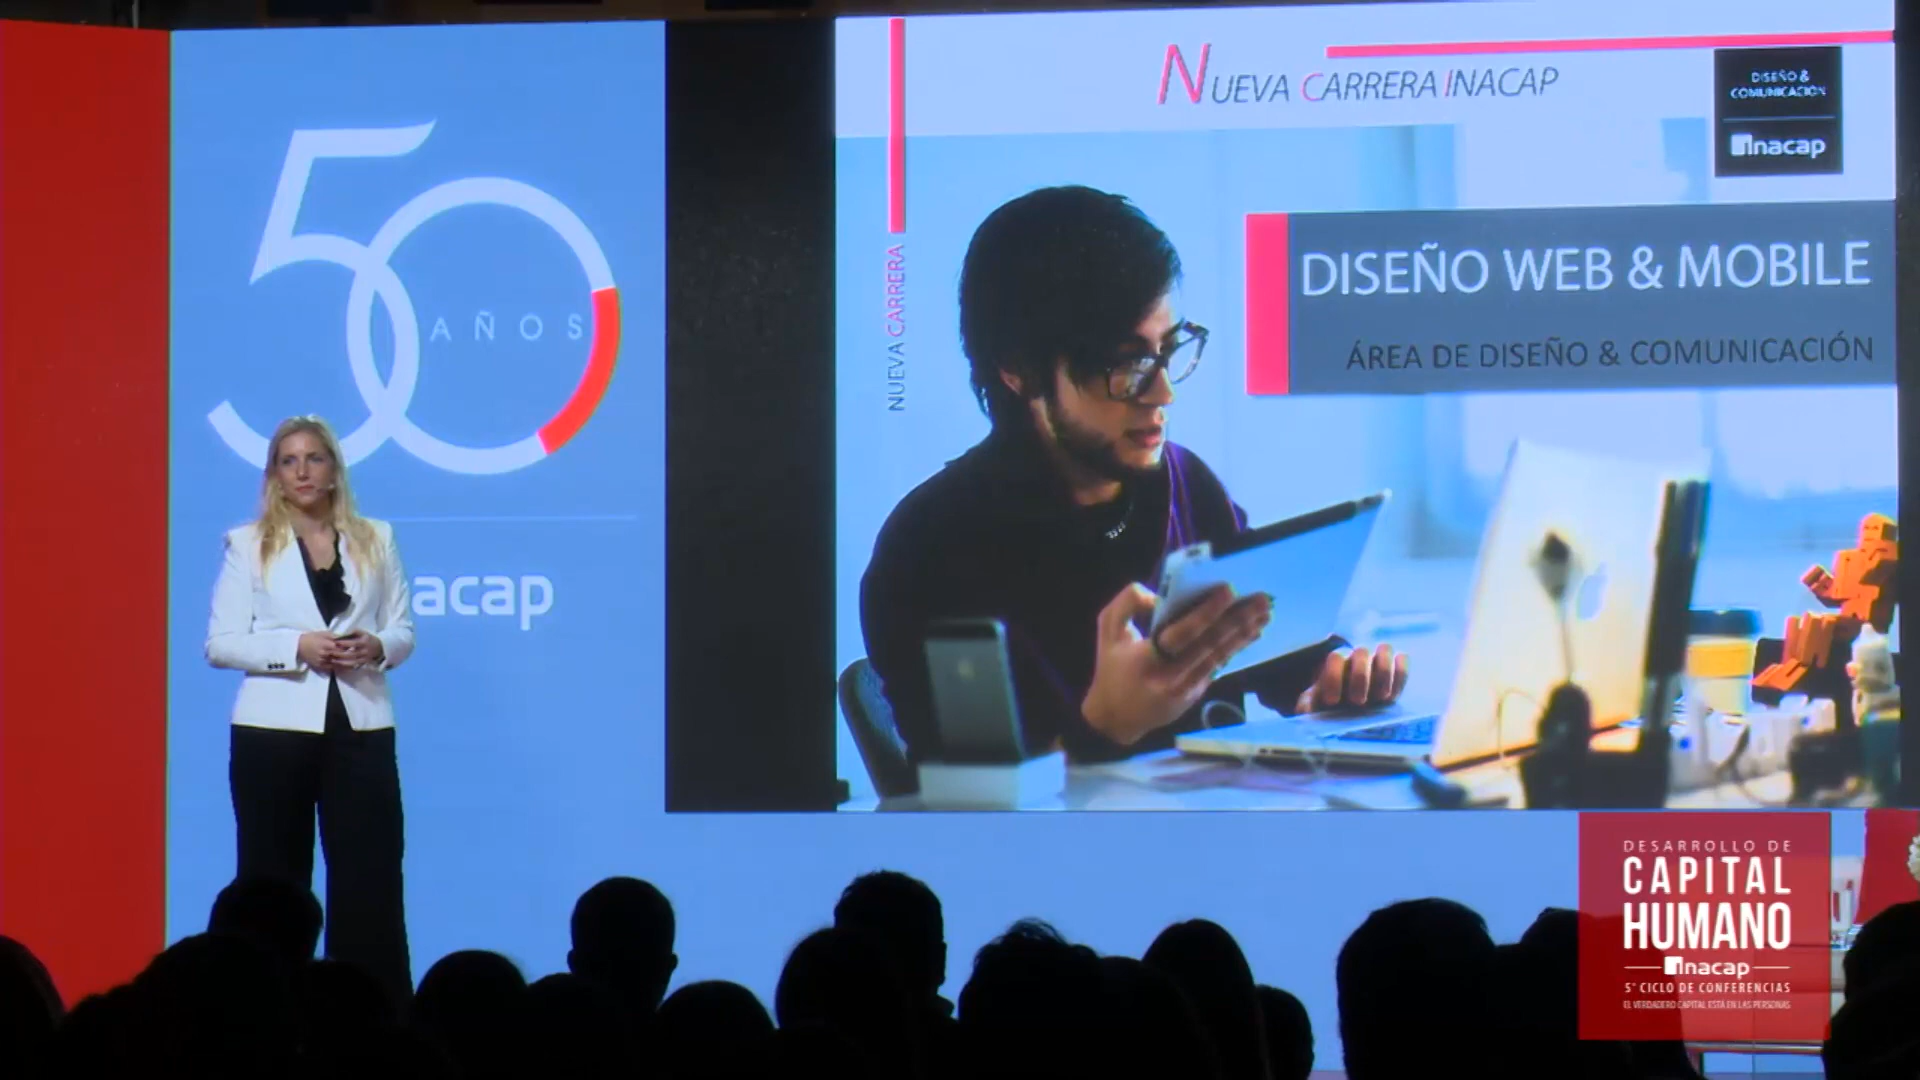 50
AÑOS
inacap
NUEVA CARRERA INACAP
NUEVA CARRERA
DISEÑO &
COMUNICACIÓN
inacap
DISEÑO WEB & MOBILE
ÁREA DE DISEÑO & COMUNICACIÓN
DESARROLLO DE
CAPITAL
HUMANO
inacap
5° CICLO DE CONFERENCIAS
EL VERDADERO CAPITAL ESTÁ EN LAS PERSONAS